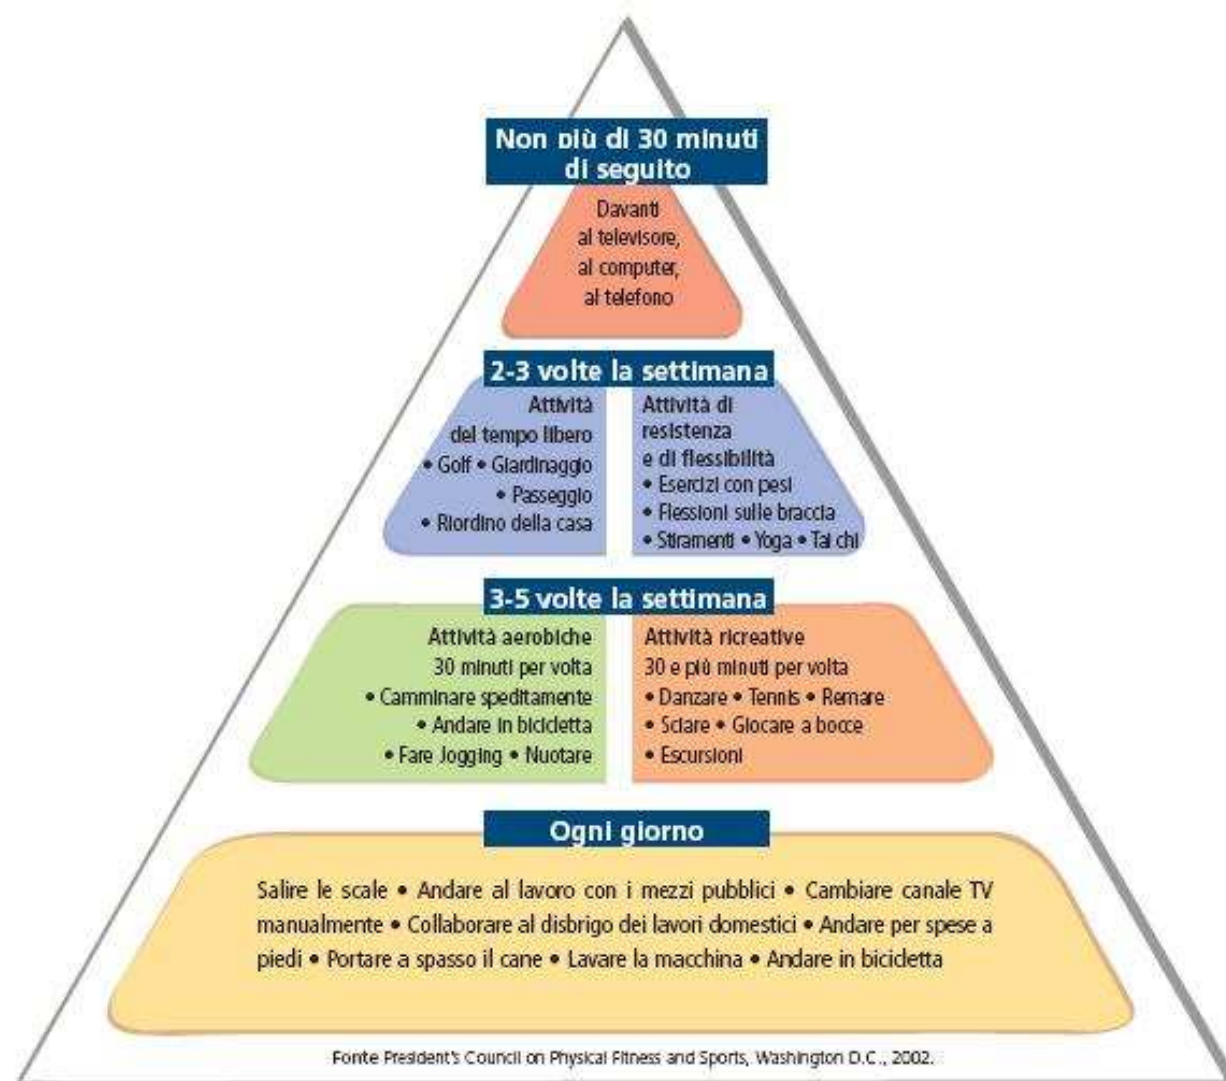 Non più di 30 minuti
di seguito
Davanti
al televisore,
al computer,
al telefono
2-3 volte la settimana
Attività
del tempo libero
• Golf • Giardinaggio
• Passeggio
• Riordino della casa
Attività di
resistenza
e di flessibilità
• Esercizi con pesi
• Flessioni sulle braccia
• Stiramenti • Yoga • Tai chi
3-5 volte la settimana
Attività aerobiche
30 minuti per volta
• Camminare speditamente
• Andare in bicicletta
• Fare Jogging • Nuotare
Attività ricreative
30 e più minuti per volta
• Danzare • Tennis • Remare
• Sciare • Giocare a bocce
• Escursioni
Ogni giorno
Salire le scale • Andare al lavoro con i mezzi pubblici • Cambiare canale TV
manualmente • Collaborare al disbrigo dei lavori domestici • Andare per spese a
piedi • Portare a spasso il cane • Lavare la macchina • Andare in bicicletta
Fonte President's Council on Physical Fitness and Sports, Washington D.C., 2002.